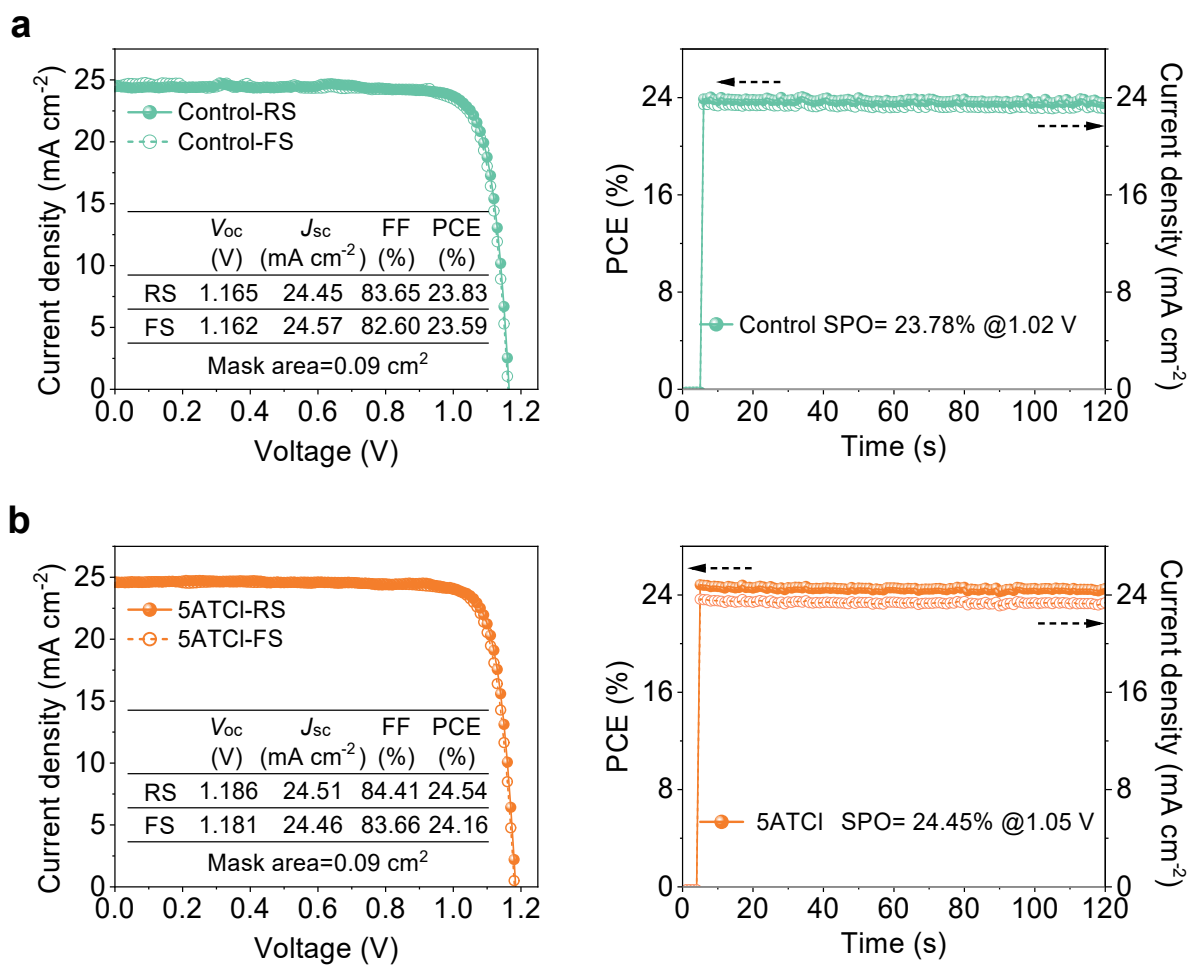 a
Current density (mA cm-2)
25
20
15
10
5
0
Control-RS
Control-FS
Voc Jsc FF PCE
(V) (mA cm-2) (%) (%)
RS 1.165 24.45 83.65 23.83
FS 1.162 24.57 82.60 23.59
Mask area=0.09 cm2
0.0 0.2 0.4 0.6 0.8 1.0 1.2
Voltage (V)
PCE (%)
24
16
8
0
Control SPO= 23.78% @1.02 V
24
16
8
0
Current density (mA cm-2)
0 20 40 60 80 100 120
Time (s)
b
Current density (mA cm-2)
25
20
15
10
5
0
5ATCl-RS
5ATCl-FS
Voc Jsc FF PCE
(V) (mA cm-2) (%) (%)
RS 1.186 24.51 84.41 24.54
FS 1.181 24.46 83.66 24.16
Mask area=0.09 cm2
0.0 0.2 0.4 0.6 0.8 1.0 1.2
Voltage (V)
PCE (%)
24
16
8
0
5ATCl SPO= 24.45% @1.05 V
24
16
8
0
Current density (mA cm-2)
0 20 40 60 80 100 120
Time (s)